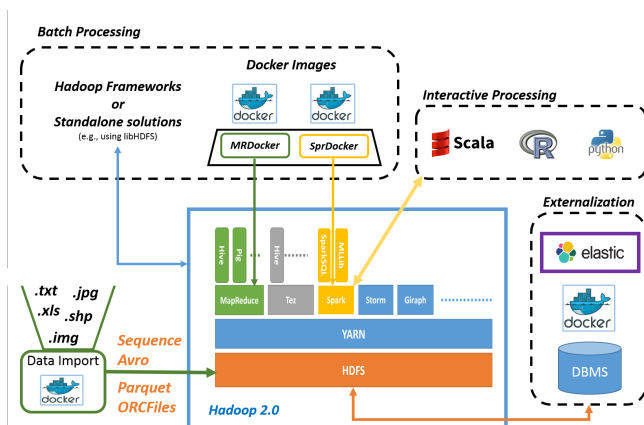 Batch Processing
Hadoop Frameworks
or
Standalone solutions
(e.g., using libHDFS)
Docker Images
docker
docker
MRDocker
SprDocker
Interactive Processing
Scala
R
python
Externalization
elastic
docker
DBMS
Hive
Pig
Hive
SparkSQL
MLLib
MapReduce
Tez
Spark
Storm
Giraph
YARN
HDFS
Hadoop 2.0
.txt
.jpg
.xls
.shp
.img
Data Import
docker
Sequence
Avro
Parquet
ORCFiles